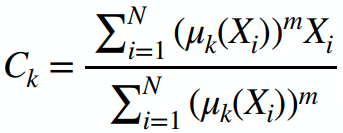 C_k = \frac{\sum_{i=1}^{N} (\mu_k(X_i))^m X_i}{\sum_{i=1}^{N} (\mu_k(X_i))^m}